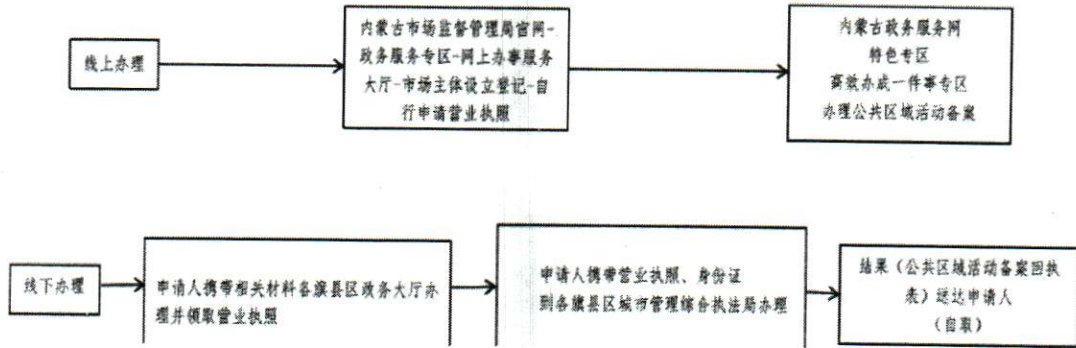 线上办理
内蒙古市场监督管理局官网-
政务服务专区-网上办事服务
大厅-市场主体设立登记-自
行申请营业执照
内蒙古政务服务网
特色专区
高效办成一件事专区
办理公共区域活动备案
线下办理
申请人携带相关材料各旗县区政务大厅办
理并领取营业执照
申请人携带营业执照、身份证
到各旗县区城市管理综合执法局办理
结果（公共区域活动备案回执
表）送达申请人
（自取）